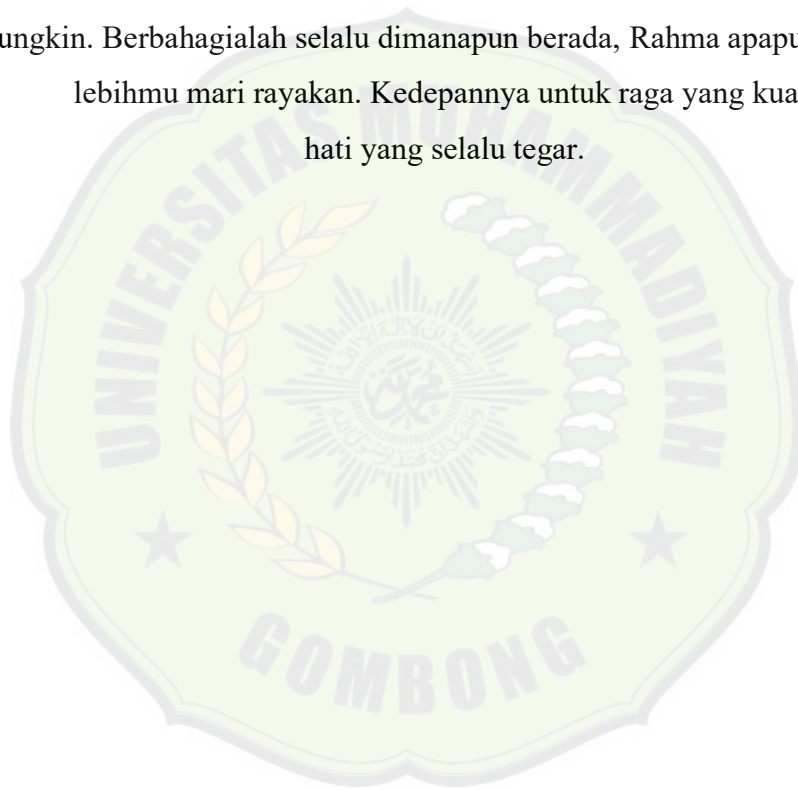 ungkin. Berbahagialah selalu dimanapun berada, Rahma apapu
lebihmu mari rayakan. Kedepannya untuk raga yang kua
hati yang selalu tegar.
UNIVERSITAS MUHAMMADIYAH
GOMBONG